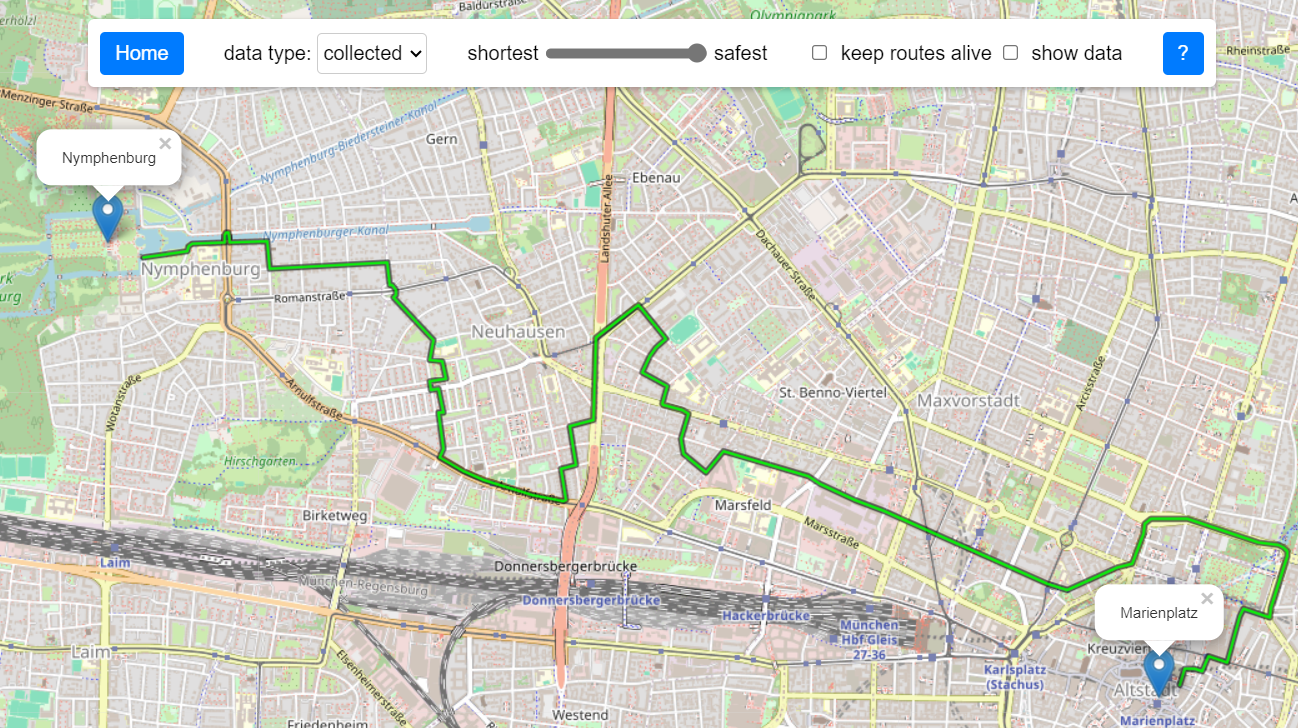 Baldurstraße
Olympiapark
Home
data type: collected
shortest
safest
keep routes alive
show data
?
Rheinstraße
Menzinger Straße
Gern
Nymphenburg-Biedersteiner Kanal
Nymphenburg
Ebenau
Landshuter Allee
Nymphenburger Kanal
Dachauer Straße
Nymphenburg
Romanstraße
Neuhausen
Wotanstraße
Arnulfstraße
St. Benno-Viertel
Maxvorstadt
Arcisstraße
Hirschgarten
Arnulfstraße
Birketweg
Marsfeld
Marsstraße
Laim
Donnersbergerbrücke
München-Regensburg
Donnersbergerbrücke
Hackerbrücke
München
Hbf Gleis
27-36
Marienplatz
Kreuzvier
Laim
Elsenheimerstraße
Karlsplatz
(Stachus)
Altstadt
Westend
Friedenheim
Marienplatz